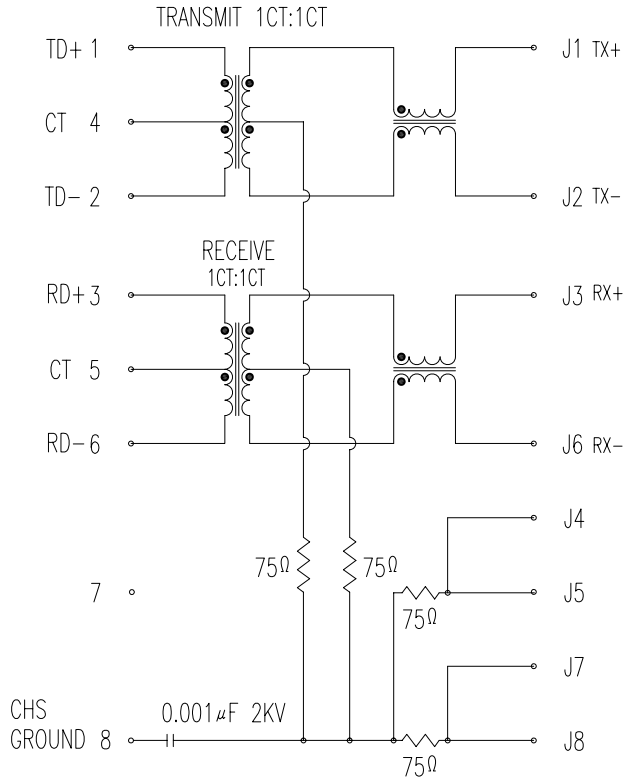 TRANSMIT 1CT:1CT
TD+ 1
J1 TX+
CT 4
TD- 2
J2 TX-
RECEIVE
1CT:1CT
RD+ 3
J3 RX+
CT 5
RD- 6
J6 RX-
J4
75Ω
75Ω
7
J5
75Ω
J7
CHS
GROUND 8
0.001μF 2KV
J8
75Ω